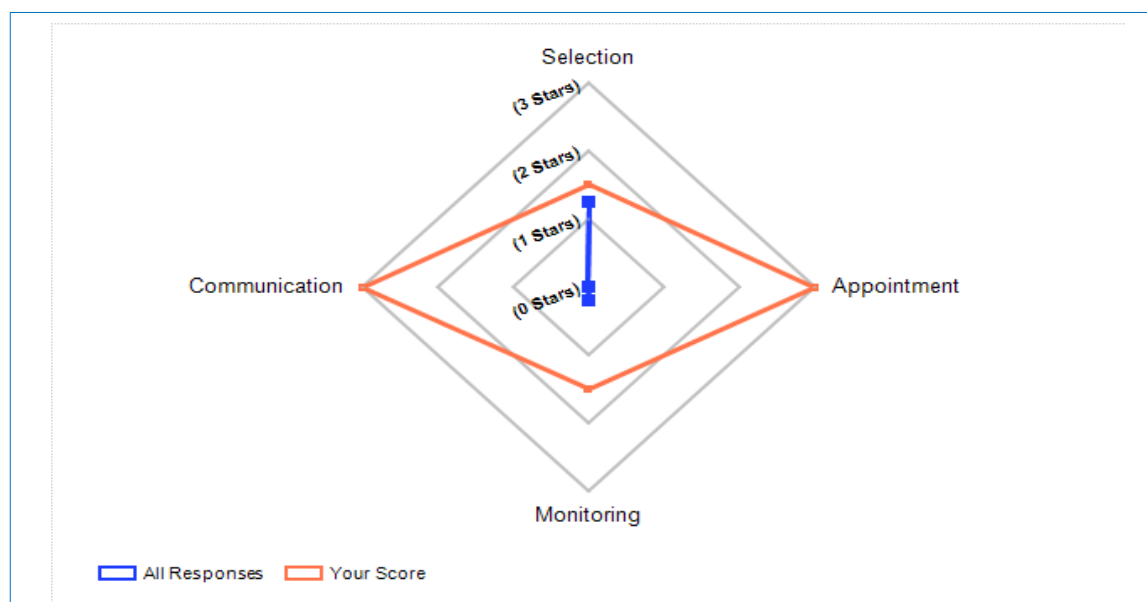 Selection
(3 Stars)
(2 Stars)
(1 Stars)
Communication
(0 Stars)
Appointment
Monitoring
All Responses
Your Score